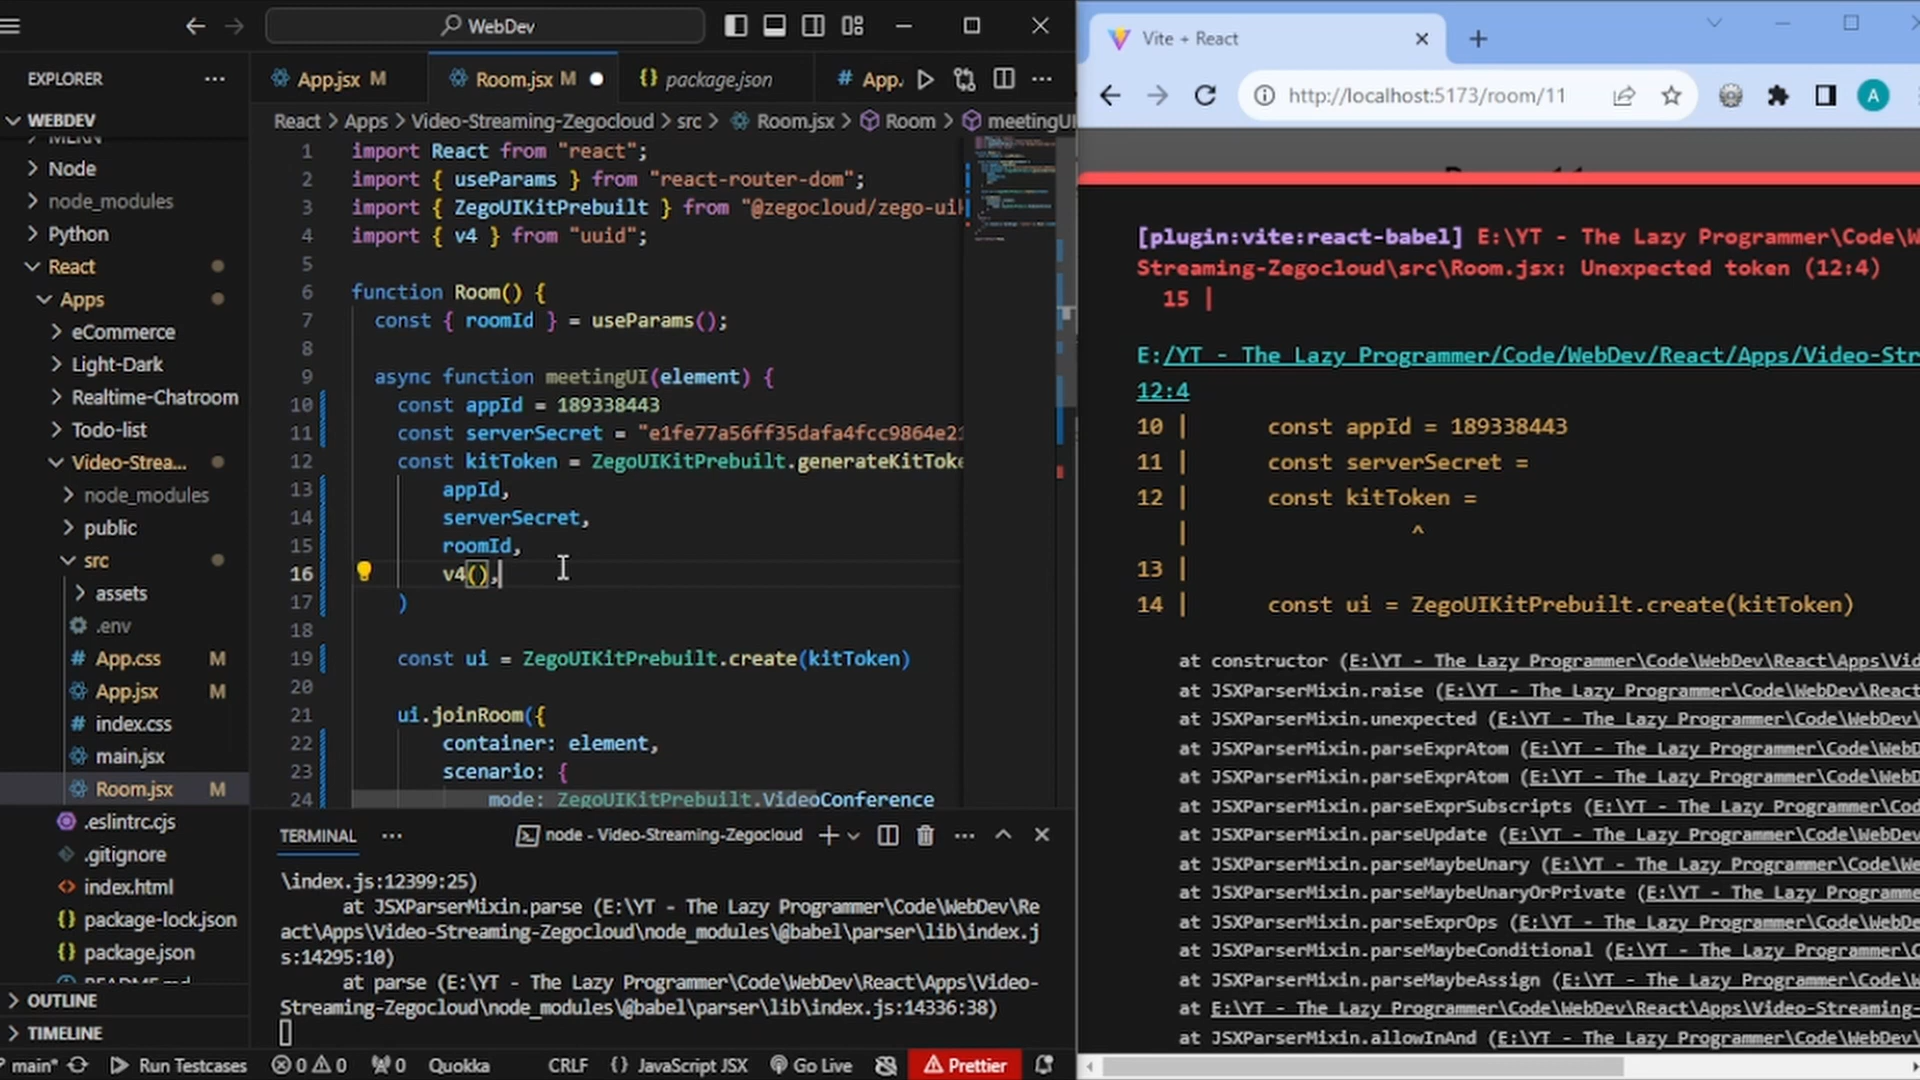 WebDev
EXPLORER
WEBDEV
MERN
Node
node_modules
Python
React
Apps
eCommerce
Light-Dark
Realtime-Chatroom
Todo-list
Video-Strea...
node_modules
public
src
assets
.env
App.css M
App.jsx M
index.css
main.jsx
Room.jsx M
.eslintrc.cjs
.gitignore
index.html
package-lock.json
package.json
README.md
OUTLINE
TIMELINE
App.jsx M
Room.jsx M
package.json
# App.
React > Apps > Video-Streaming-Zegocloud > src > Room.jsx > Room > meetingUI
1 import React from "react";
2 import { useParams } from "react-router-dom";
3 import { ZegoUIKitPrebuilt } from "@zegocloud/zego-uik
4 import { v4 } from "uuid";
5
6 function Room() {
7 const { roomId } = useParams();
8
9 async function meetingUI(element) {
10 const appId = 189338443
11 const serverSecret = "e1fe77a56ff35dafa4fcc9864e21
12 const kitToken = ZegoUIKitPrebuilt.generateKitToke
13 appId,
14 serverSecret,
15 roomId,
16 v4(),
17 )
18
19 const ui = ZegoUIKitPrebuilt.create(kitToken)
20
21 ui.joinRoom({
22 container: element,
23 scenario: {
24 mode: ZegoUIKitPrebuilt.VideoConference
TERMINAL
node - Video-Streaming-Zegocloud
\index.js:12399:25)
at JSXParserMixin.parse (E:\YT - The Lazy Programmer\Code\WebDev\Re
act\Apps\Video-Streaming-Zegocloud\node_modules\@babel\parser\lib\index.j
s:14295:10)
at parse (E:\YT - The Lazy Programmer\Code\WebDev\React\Apps\Video-
Streaming-Zegocloud\node_modules\@babel\parser\lib\index.js:14336:38)
main* Run Testcases 0 0 0 Quokka CRLF {} JavaScript JSX Go Live Prettier
Vite + React
http://localhost:5173/room/11
A
[plugin:vite:react-babel] E:\YT - The Lazy Programmer\Code\W
Streaming-Zegocloud\src\Room.jsx: Unexpected token (12:4)
15 |
E:/YT - The Lazy Programmer/Code/WebDev/React/Apps/Video-Str
12:4
10 | const appId = 189338443
11 | const serverSecret =
12 | const kitToken =
| ^
13 |
14 | const ui = ZegoUIKitPrebuilt.create(kitToken)
at constructor (E:\YT - The Lazy Programmer\Code\WebDev\React\Apps\Vid
at JSXParserMixin.raise (E:\YT - The Lazy Programmer\Code\WebDev\React
at JSXParserMixin.unexpected (E:\YT - The Lazy Programmer\Code\WebDev\
at JSXParserMixin.parseExprAtom (E:\YT - The Lazy Programmer\Code\WebD
at JSXParserMixin.parseExprAtom (E:\YT - The Lazy Programmer\Code\WebD
at JSXParserMixin.parseExprSubscripts (E:\YT - The Lazy Programmer\Cod
at JSXParserMixin.parseUpdate (E:\YT - The Lazy Programmer\Code\WebDev
at JSXParserMixin.parseMaybeUnary (E:\YT - The Lazy Programmer\Code\We
at JSXParserMixin.parseMaybeUnaryOrPrivate (E:\YT - The Lazy Programme
at JSXParserMixin.parseExprOps (E:\YT - The Lazy Programmer\Code\WebDe
at JSXParserMixin.parseMaybeConditional (E:\YT - The Lazy Programmer\C
at JSXParserMixin.parseMaybeAssign (E:\YT - The Lazy Programmer\Code\W
at E:\YT - The Lazy Programmer\Code\WebDev\React\Apps\Video-Streaming-
at JSXParserMixin.allowInAnd (E:\YT - The Lazy Programmer\Code\WebDev\